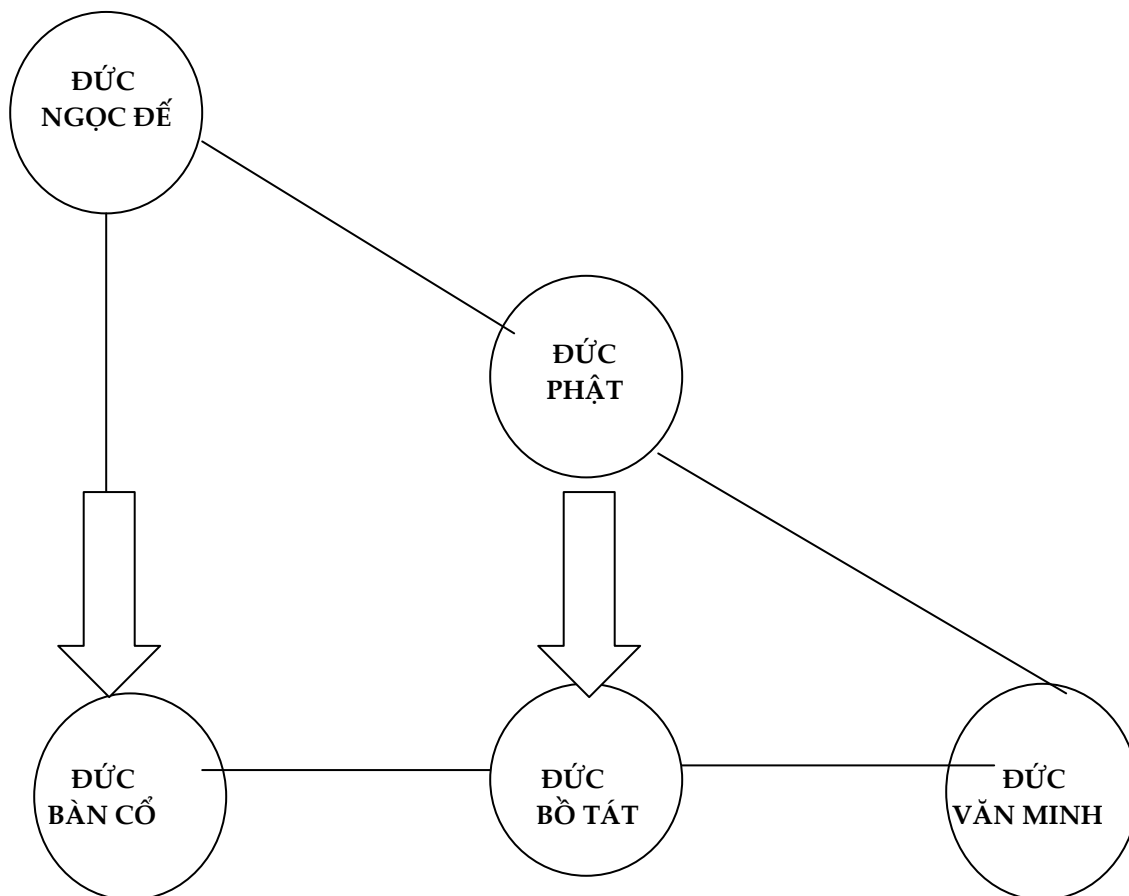 ĐỨC
NGỌC ĐẾ
ĐỨC
PHẬT
ĐỨC
BÀN CỔ
ĐỨC
BỒ TÁT
ĐỨC
VĂN MINH